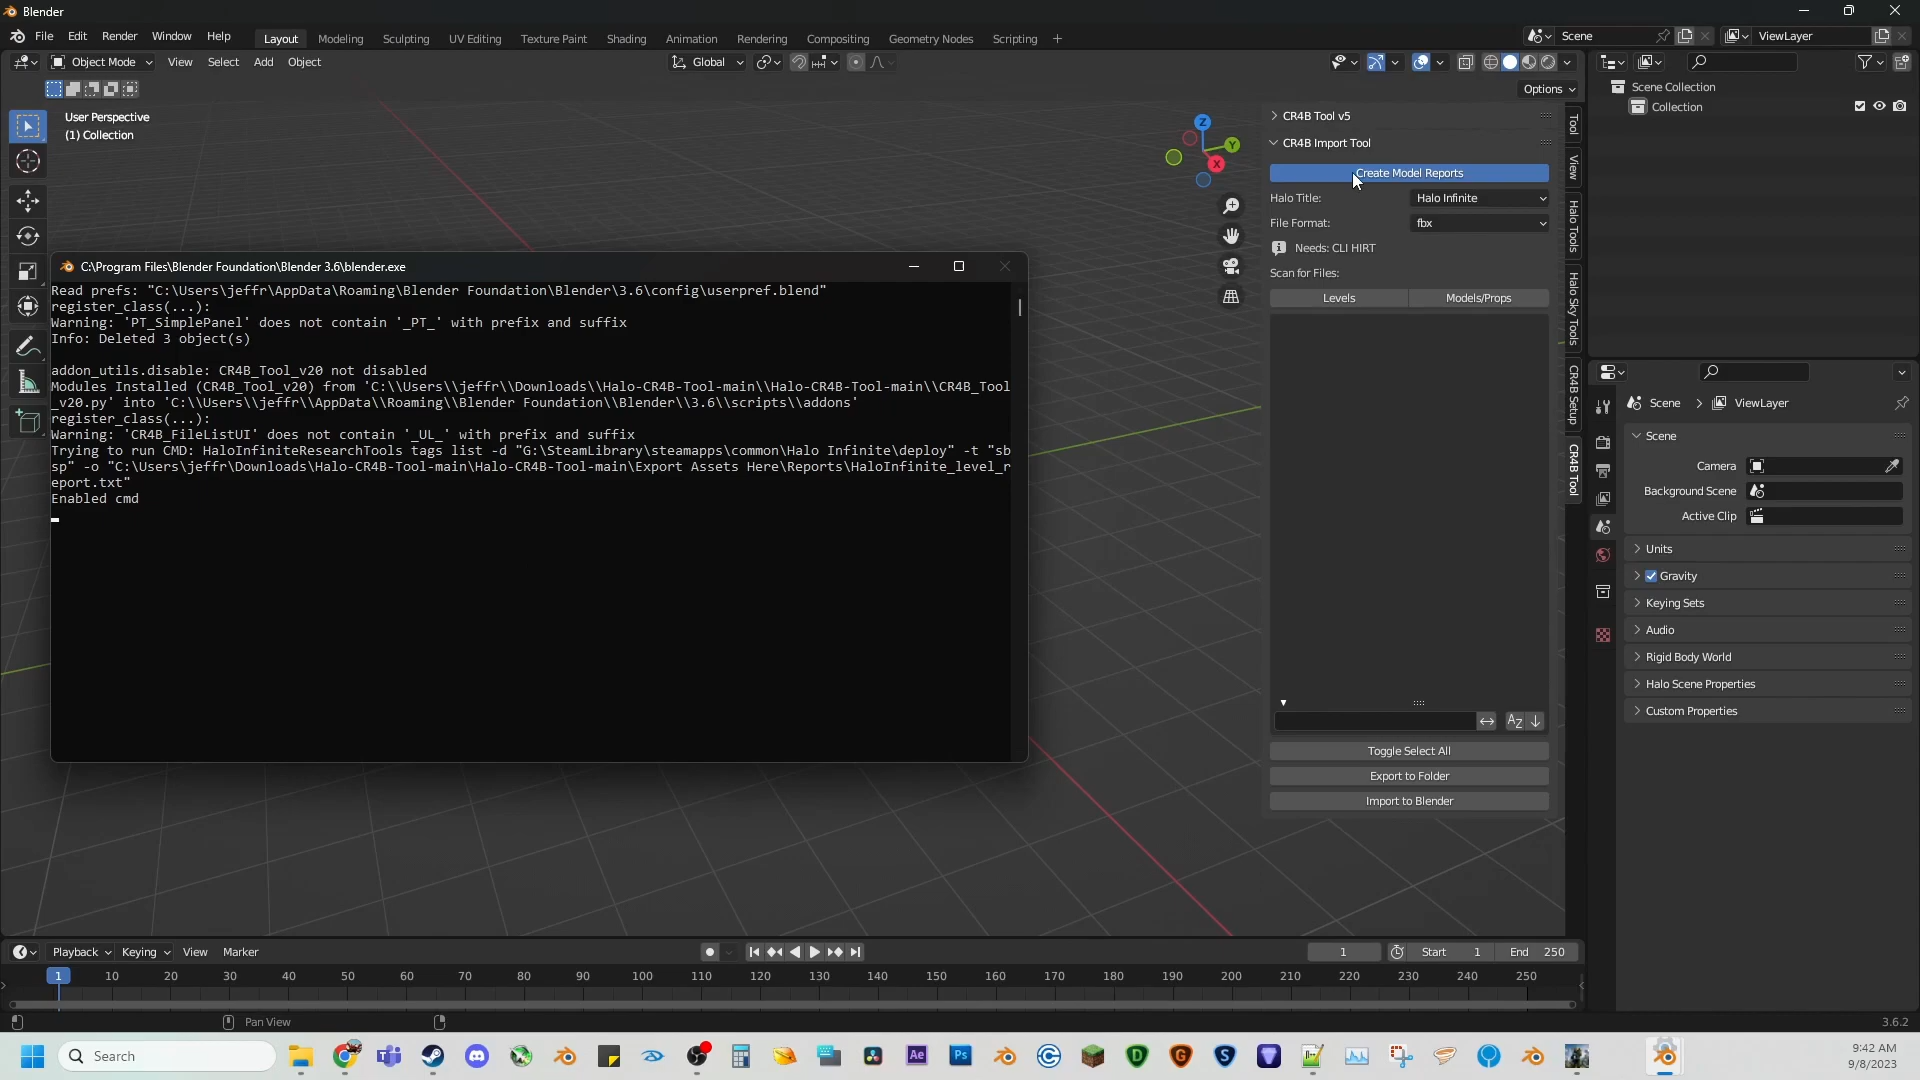 Blender
File Edit Render Window Help
Layout Modeling Sculpting UV Editing Texture Paint Shading Animation Rendering Compositing Geometry Nodes Scripting +
Scene
ViewLayer
Object Mode View Select Add Object
Global
Options
User Perspective
(1) Collection
Z
Y
X
CR4B Tool v5
CR4B Import Tool
Create Model Reports
Halo Title:
Halo Infinite
File Format:
fbx
Needs: CLI HIRT
Scan for Files:
Levels
Models/Props
Toggle Select All
Export to Folder
Import to Blender
Tool
View
Halo Tools
Halo Sky Tools
CR4B Setup
CR4B Tool
C:\Program Files\Blender Foundation\Blender 3.6\blender.exe
Read prefs: "C:\Users\jeffr\AppData\Roaming\Blender Foundation\Blender\3.6\config\userpref.blend"
register_class(...):
Warning: 'PT_SimplePanel' does not contain '_PT_' with prefix and suffix
Info: Deleted 3 object(s)
addon_utils.disable: CR4B_Tool_v20 not disabled
Modules Installed (CR4B_Tool_v20) from 'C:\\Users\\jeffr\\Downloads\\Halo-CR4B-Tool-main\\Halo-CR4B-Tool-main\\CR4B_Tool
_v20.py' into 'C:\\Users\\jeffr\\AppData\\Roaming\\Blender Foundation\\Blender\\3.6\\scripts\\addons'
register_class(...):
Warning: 'CR4B_FileListUI' does not contain '_UL_' with prefix and suffix
Trying to run CMD: HaloInfiniteResearchTools tags list -d "G:\SteamLibrary\steamapps\common\Halo Infinite\deploy" -t "sb
sp" -o "C:\Users\jeffr\Downloads\Halo-CR4B-Tool-main\Halo-CR4B-Tool-main\Export Assets Here\Reports\HaloInfinite_level_r
eport.txt"
Enabled cmd
Scene Collection
Collection
Scene > ViewLayer
Scene
Camera
Background Scene
Active Clip
Units
Gravity
Keying Sets
Audio
Rigid Body World
Halo Scene Properties
Custom Properties
Playback Keying View Marker
1
Start 1
End 250
1 10 20 30 40 50 60 70 80 90 100 110 120 130 140 150 160 170 180 190 200 210 220 230 240 250
Pan View
3.6.2
Search
Ae
Ps
9:42 AM
9/8/2023